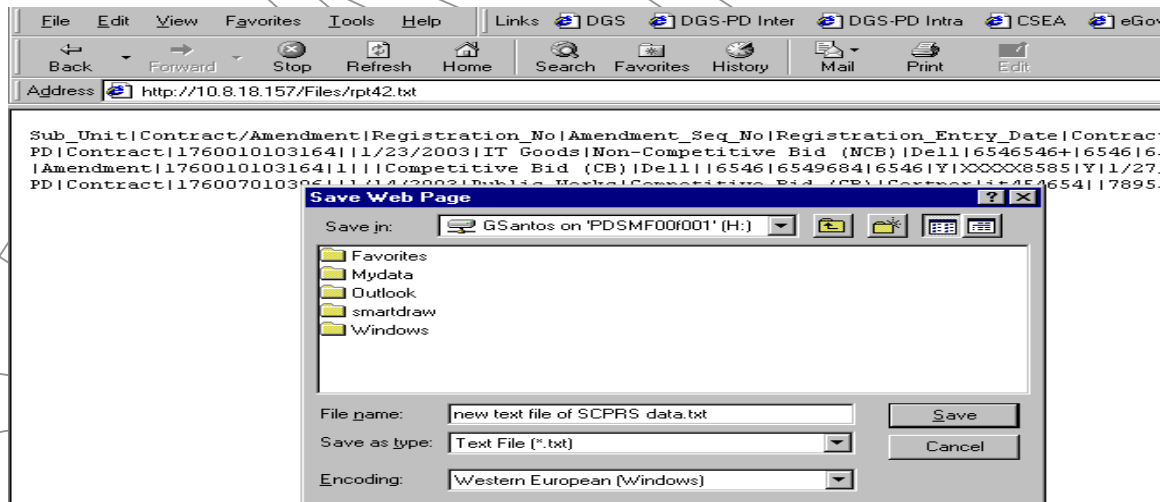 File Edit View Favorites Tools Help Links DGS DGS-PD Inter DGS-PD Intra CSEA eGov
Back Forward Stop Refresh Home Search Favorites History Mail Print Edit
Address http://10.8.18.157/Files/rpt42.txt
Sub_Unit|Contract/Amendment|Registration_No|Amendment_Seq_No|Registration_Entry_Date|Contrac
PD|Contract|1760010103164||1/23/2003|IT Goods|Non-Competitive Bid (NCB)|Dell|6546546+|6546|6
|Amendment|1760010103164|1|||Competitive Bid (CB)|Dell||6546|6549684|6546|Y|XXXXX8585|Y|1/27
PD|Contract|1760070103
Save Web Page
Save in: GSantos on 'PDSMF00f001' (H:)
Favorites
Mydata
Outlook
smartdraw
Windows
File name: new text file of SCPRS data.txt Save
Save as type: Text File (*.txt) Cancel
Encoding: Western European (Windows)